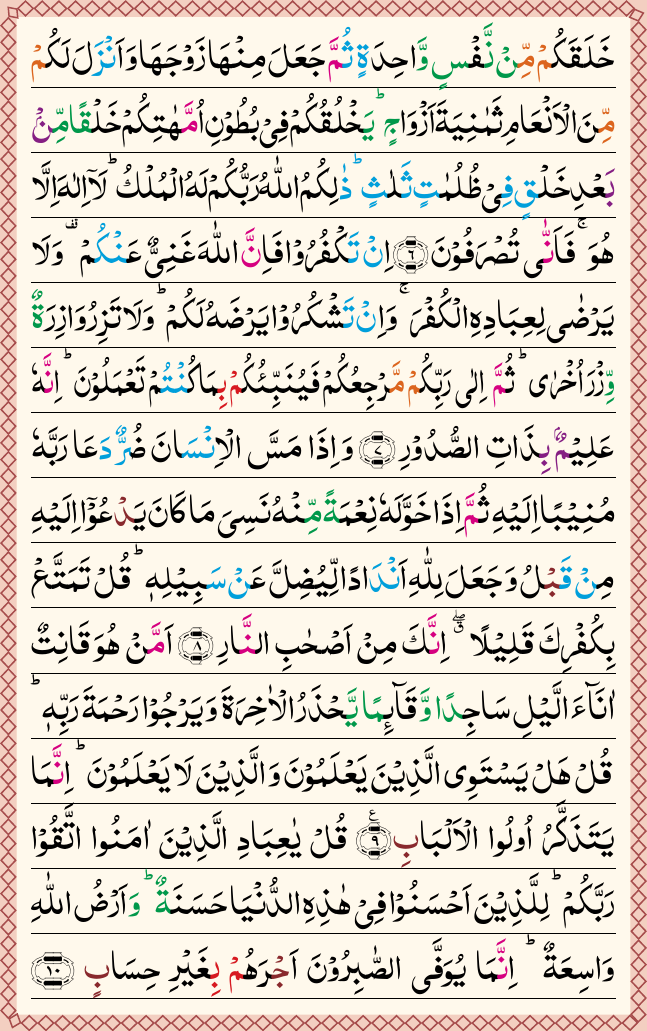 خَلَقَكُمْ مِّنْ نَّفْسٍ وَّاحِدَةٍ ثُمَّ جَعَلَ مِنْهَا زَوْجَهَا وَاَنْزَلَ لَكُمْ
مِّنَ الْاَنْعَامِ ثَمٰنِيَةَ اَزْوَاجٍ ؕ يَخْلُقُكُمْ فِىْ بُطُوْنِ اُمَّهٰتِكُمْ خَلْقًا مِّنْۢ
بَعْدِ خَلْقٍ فِىْ ظُلُمٰتٍ ثَلٰثٍ ؕ ذٰ لِكُمُ اللّٰهُ رَبُّكُمْ لَهُ الْمُلْكُ ؕ لَاۤ اِلٰهَ اِلَّا
هُوَ ۚ فَاَنّٰى تُصْرَفُوْنَ ﴿۶﴾ اِنْ تَكْفُرُوْا فَاِنَّ اللّٰهَ غَنِىٌّ عَنْكُمْ ۗ وَلَا
يَرْضٰى لِعِبَادِهِ الْكُفْرَ ۚ وَاِنْ تَشْكُرُوْا يَرْضَهُ لَكُمْ ؕ وَلَا تَزِرُ وَازِرَةٌ
وِّزْرَ اُخْرٰى ؕ ثُمَّ اِلٰى رَبِّكُمْ مَّرْجِعُكُمْ فَيُنَبِّئُكُمْ بِمَا كُنْتُمْ تَعْمَلُوْنَ ؕ اِنَّهٗ
عَلِيْمٌۢ بِذَاتِ الصُّدُوْرِ ﴿۷﴾ وَاِذَا مَسَّ الْاِنْسَانَ ضُرٌّ دَعَا رَبَّهٗ
مُنِيْبًا اِلَيْهِ ثُمَّ اِذَا خَوَّلَهٗ نِعْمَةً مِّنْهُ نَسِىَ مَا كَانَ يَدْعُوْۤا اِلَيْهِ
مِنْ قَبْلُ وَجَعَلَ لِلّٰهِ اَنْدَادًا لِّيُضِلَّ عَنْ سَبِيْلِهٖ ؕ قُلْ تَمَتَّعْ
بِكُفْرِكَ قَلِيْلًا ۖ اِنَّكَ مِنْ اَصْحٰبِ النَّارِ ﴿۸﴾ اَمَّنْ هُوَ قَانِتٌ
اٰنَآءَ الَّيْلِ سَاجِدًا وَّقَآئِمًا يَّحْذَرُ الْاٰخِرَةَ وَيَرْجُوْا رَحْمَةَ رَبِّهٖ ؕ
قُلْ هَلْ يَسْتَوِى الَّذِيْنَ يَعْلَمُوْنَ وَالَّذِيْنَ لَا يَعْلَمُوْنَ ؕ اِنَّمَا
يَتَذَكَّرُ اُولُوا الْاَلْبَابِ ﴿۹﴾ قُلْ يٰعِبَادِ الَّذِيْنَ اٰمَنُوا اتَّقُوْا
رَبَّكُمْ ؕ لِلَّذِيْنَ اَحْسَنُوْا فِىْ هٰذِهِ الدُّنْيَا حَسَنَةٌ ؕ وَاَرْضُ اللّٰهِ
وَاسِعَةٌ ؕ اِنَّمَا يُوَفَّى الصّٰبِرُوْنَ اَجْرَهُمْ بِغَيْرِ حِسَابٍ ﴿۱۰﴾